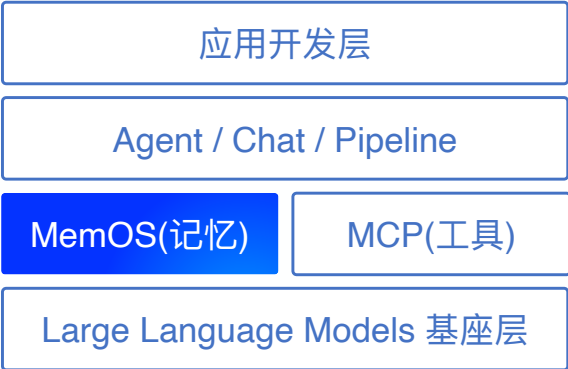 应用开发层
Agent / Chat / Pipeline
MemOS(记忆)
MCP(工具)
Large Language Models 基座层